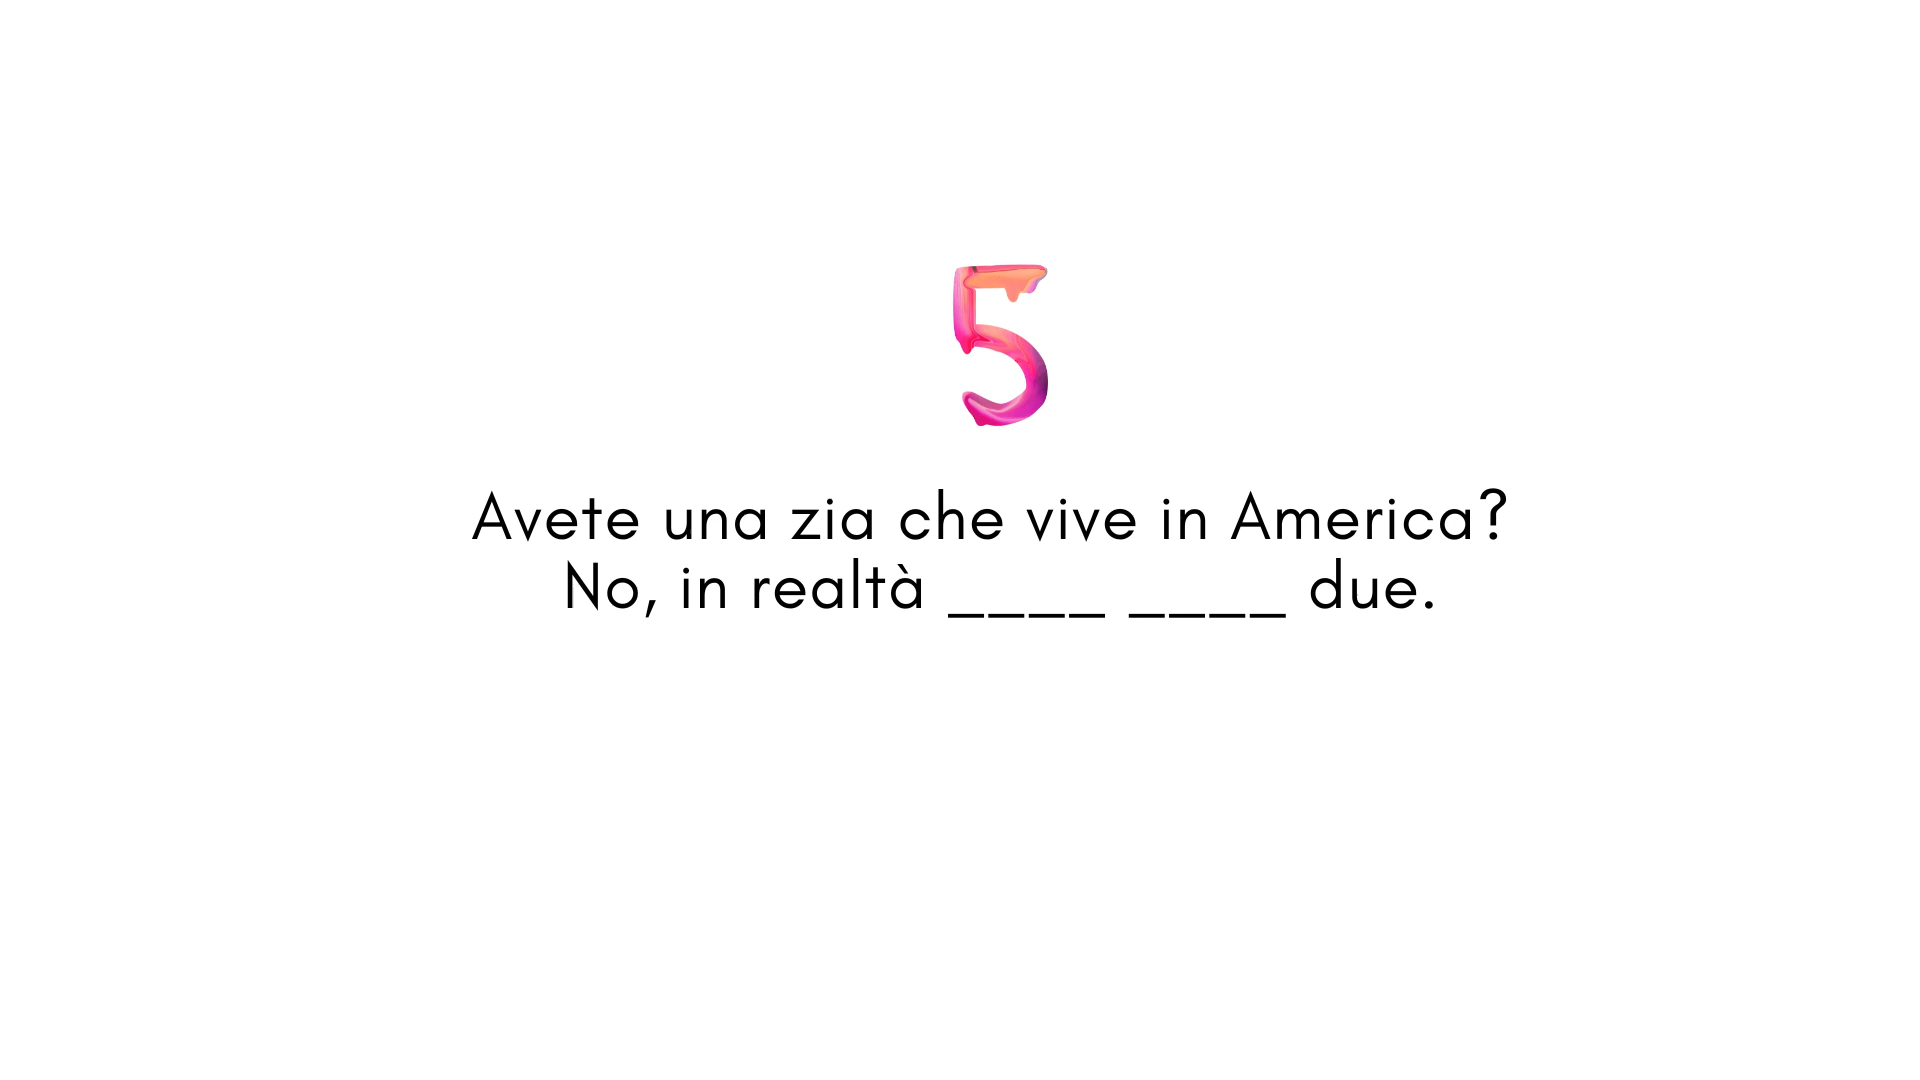 5
Avete una zia che vive in America?
No, in realtà ____ ____ due.